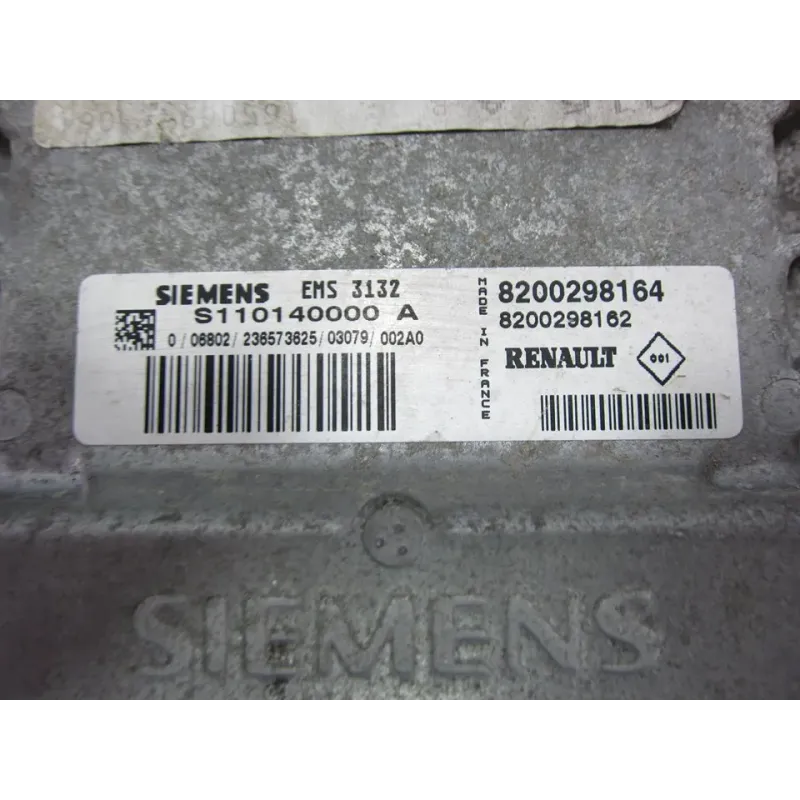 SIEMENS EMS 3132
S110140000 A
0 / 06802 / 236573625 / 03079 / 002A0
MADE IN FRANCE
8200298164
8200298162
RENAULT 001
SIEMENS